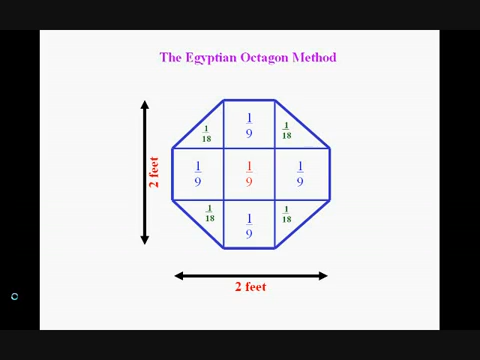 The Egyptian Octagon Method
1/18 1/9 1/18
2 feet
1/9 1/9 1/9
1/18 1/9 1/18
2 feet